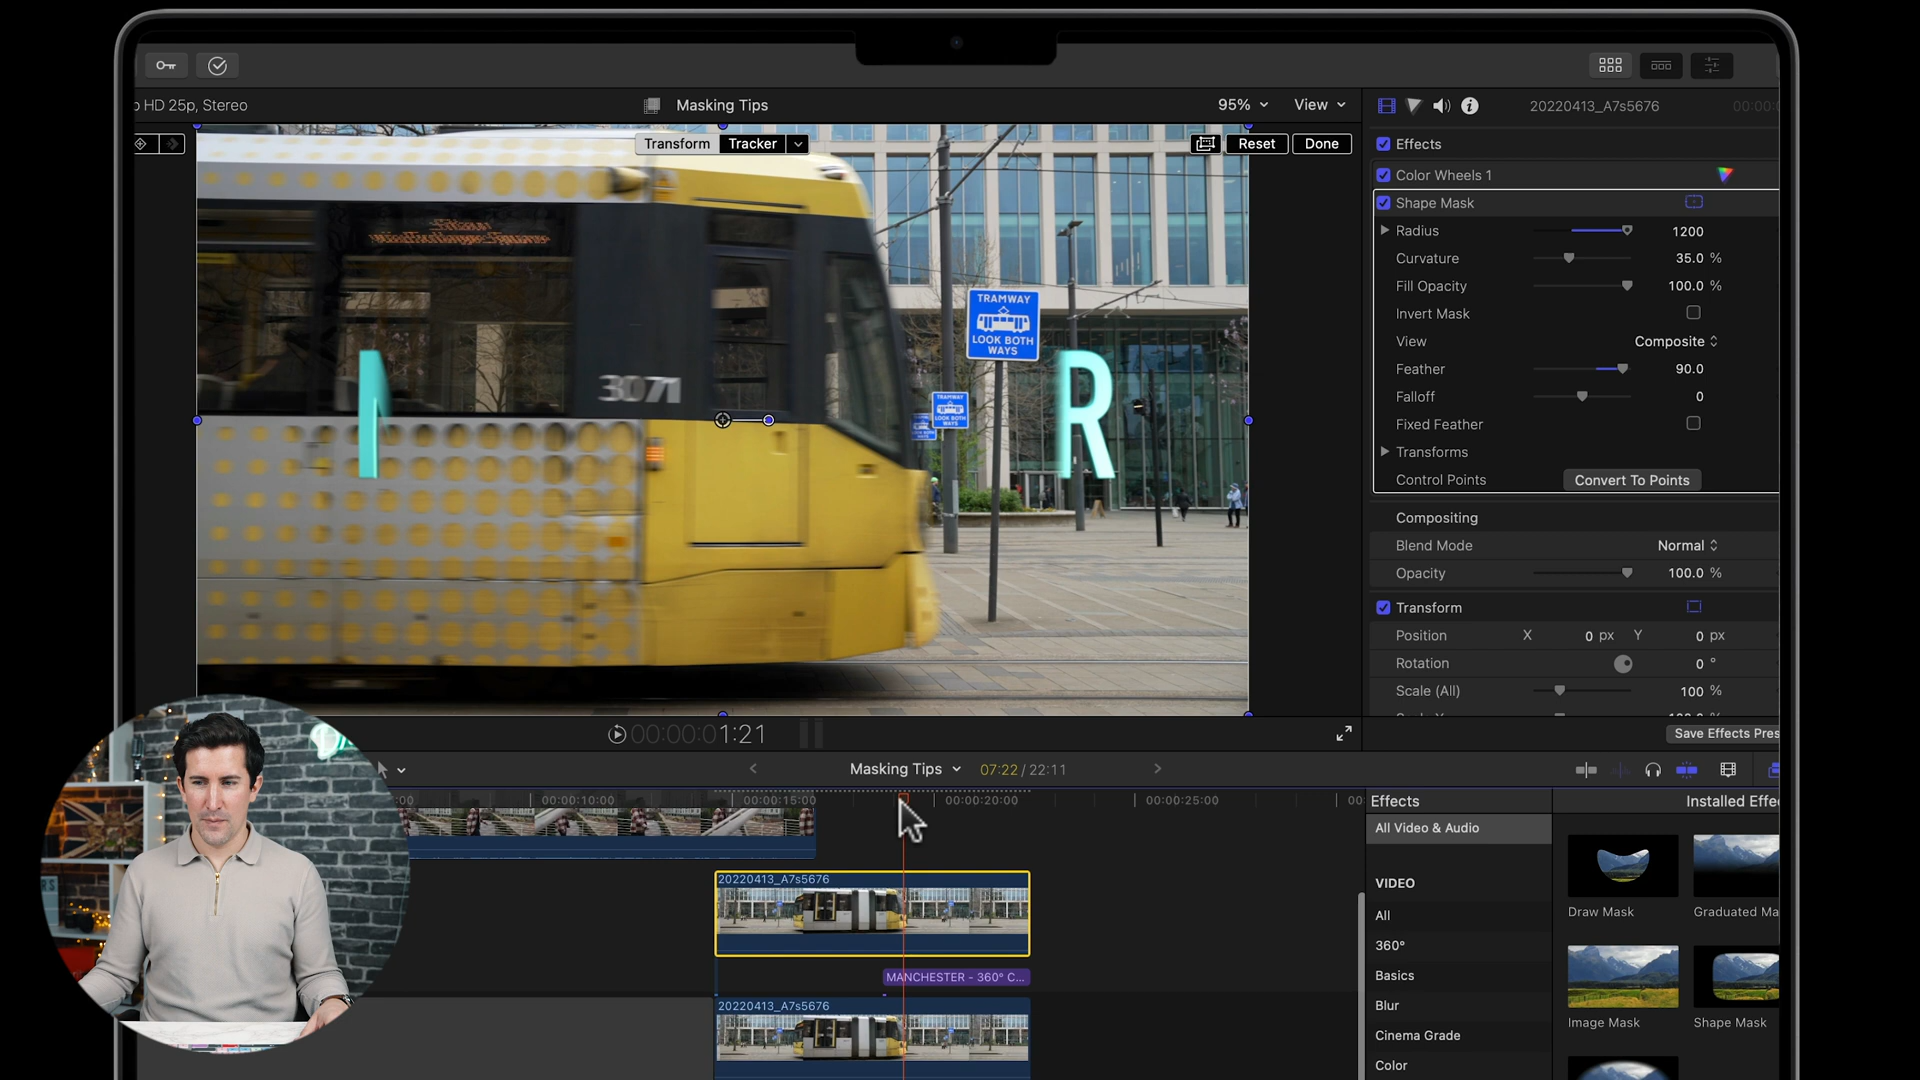 HD 25p, Stereo
Masking Tips
95%
View
20220413_A7s5676
Transform
Tracker
Reset
Done
TRAMWAY
LOOK BOTH
WAYS
TRAMWAY
LOOK BOTH
WAYS
3071
R
Effects
Color Wheels 1
Shape Mask
Radius 1200
Curvature 35.0 %
Fill Opacity 100.0 %
Invert Mask
View Composite
Feather 90.0
Falloff 0
Fixed Feather
Transforms
Control Points Convert To Points
Compositing
Blend Mode Normal
Opacity 100.0 %
Transform
Position X 0 px Y 0 px
Rotation 0 °
Scale (All) 100 %
Save Effects Pres
00:00:01:21
Masking Tips
07:22 / 22:11
00:00:10:00
00:00:15:00
00:00:20:00
00:00:25:00
20220413_A7s5676
MANCHESTER - 360° C...
20220413_A7s5676
Effects
Installed Effe
All Video & Audio
VIDEO
All
360°
Basics
Blur
Cinema Grade
Color
Draw Mask
Graduated Ma
Image Mask
Shape Mask